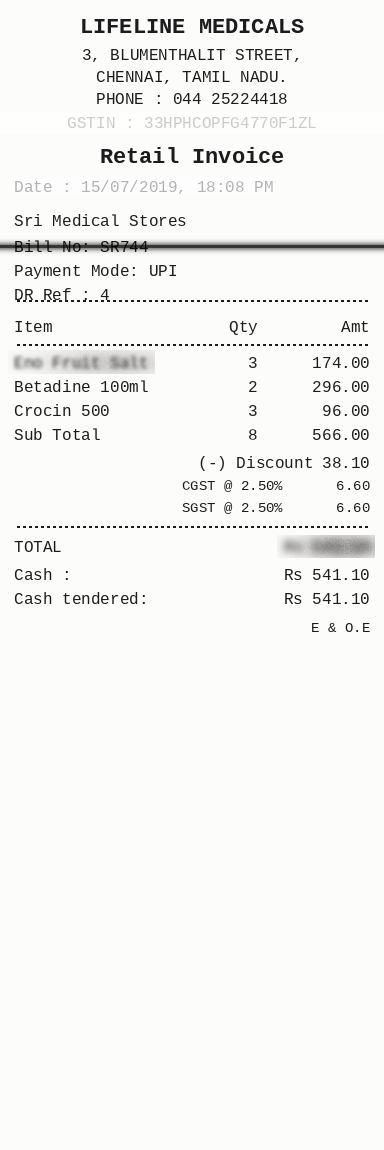 LIFELINE MEDICALS
3, BLUMENTHALIT STREET,
CHENNAI, TAMIL NADU.
PHONE : 044 25224418
GSTIN : 33HPHCOPFG4770F1ZL
Retail Invoice
Date : 15/07/2019, 18:08 PM
Sri Medical Stores
Bill No: SR744
Payment Mode: UPI
DR Ref : 4
Item Qty Amt
Eno Fruit Salt 3 174.00
Betadine 100ml 2 296.00
Crocin 500 3 96.00
Sub Total 8 566.00
(-) Discount 38.10
CGST @ 2.50% 6.60
SGST @ 2.50% 6.60
TOTAL
Cash : Rs 541.10
Cash tendered: Rs 541.10
E & O.E